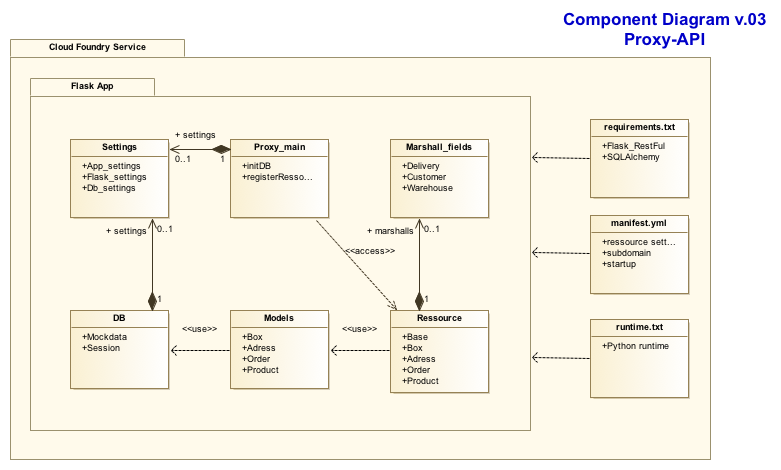 Component Diagram v.03
Proxy-API
Cloud Foundry Service
Flask App
Settings
+App_settings
+Flask_settings
+Db_settings
+ settings
0..1
1
Proxy_main
+initDB
+registerResso...
Marshall_fields
+Delivery
+Customer
+Warehouse
requirements.txt
+Flask_RestFul
+SQLAlchemy
+ settings
0..1
1
<<access>>
+ marshalls
0..1
1
manifest.yml
+ressource sett...
+subdomain
+startup
DB
+Mockdata
+Session
<<use>>
Models
+Box
+Adress
+Order
+Product
<<use>>
Ressource
+Base
+Box
+Adress
+Order
+Product
runtime.txt
+Python runtime